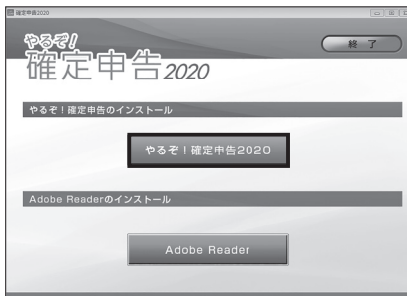 確定申告2020
やるぞ!
確定申告2020
終 了
やるぞ!確定申告のインストール
やるぞ!確定申告2020
Adobe Readerのインストール
Adobe Reader